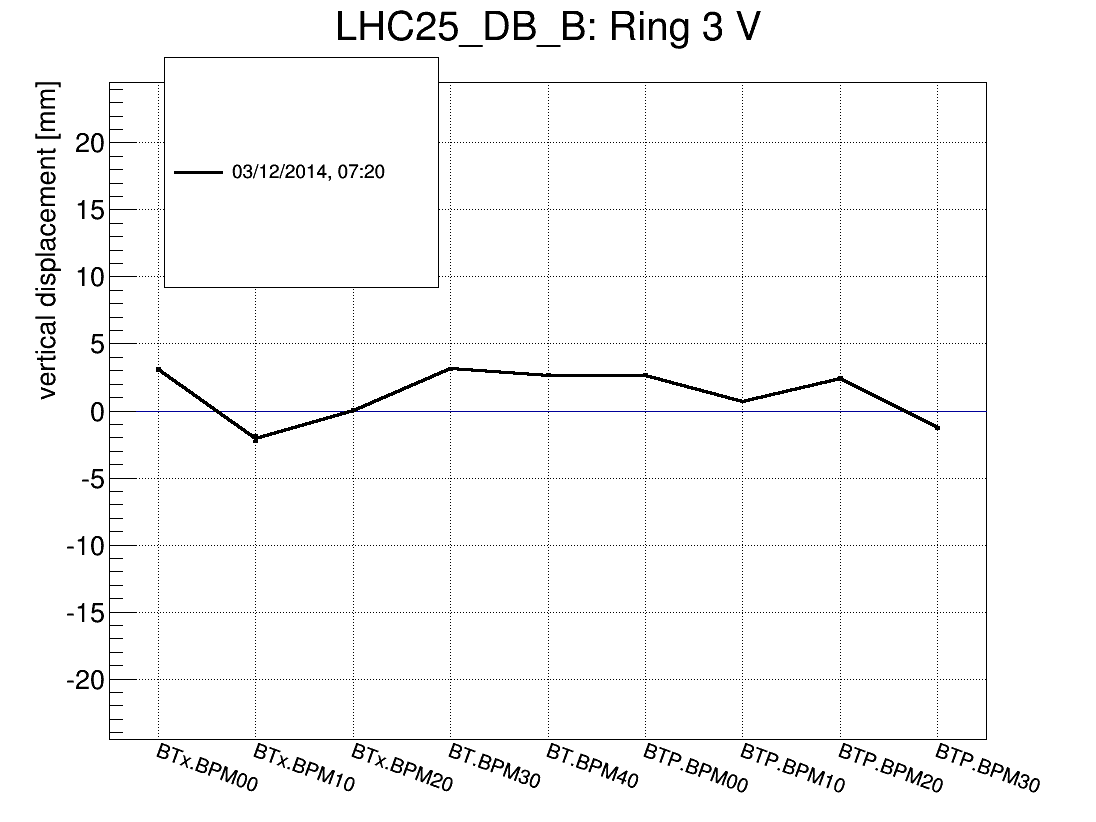 LHC25_DB_B: Ring 3 V
vertical displacement [mm]
03/12/2014, 07:20
20
15
10
5
0
-5
-10
-15
-20
BTx.BPM00
BTx.BPM10
BTx.BPM20
BT.BPM30
BT.BPM40
BTP.BPM00
BTP.BPM10
BTP.BPM20
BTP.BPM30